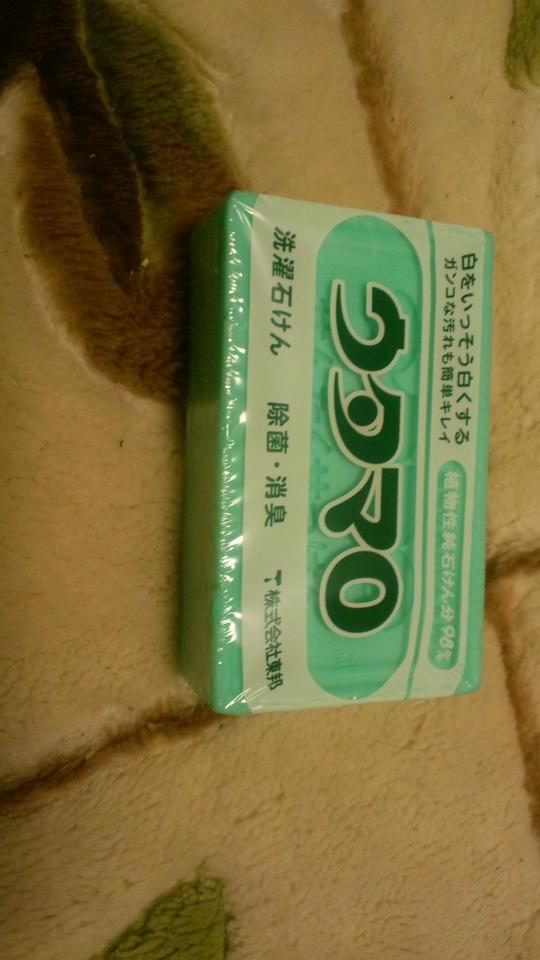 白をいっそう白くする
ガンコな汚れも簡単キレイ
植物性純石けん分98%
ウタマロ
洗濯石けん 除菌・消臭 株式会社東邦